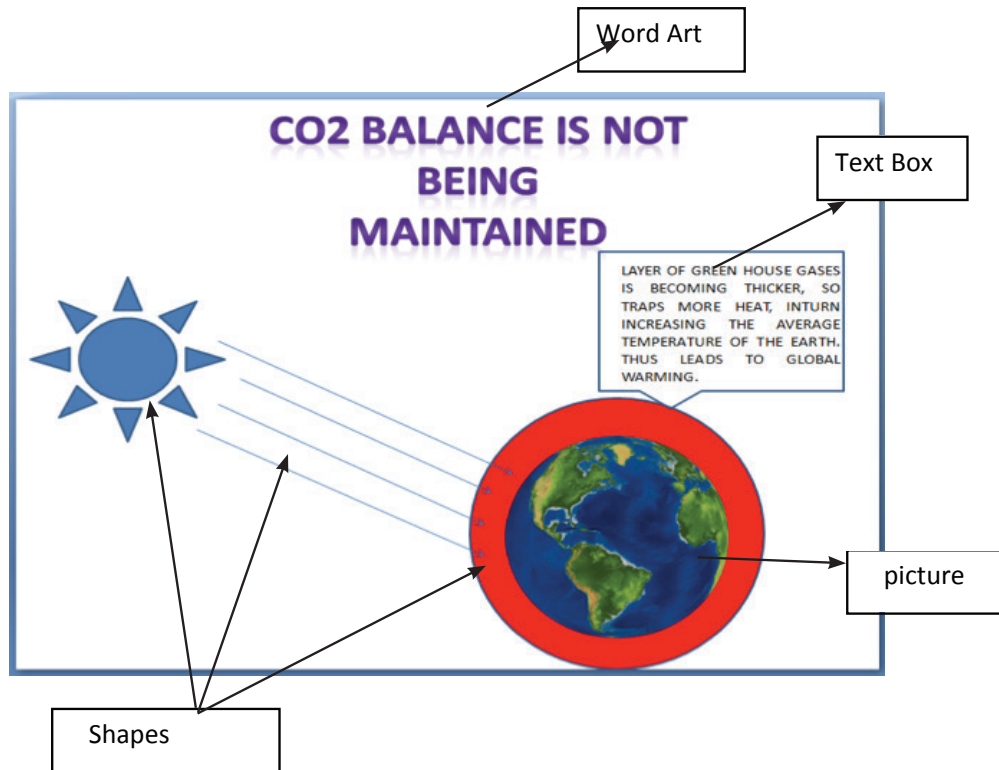 Word Art
CO2 BALANCE IS NOT
BEING
MAINTAINED
Text Box
LAYER OF GREEN HOUSE GASES
IS BECOMING THICKER, SO
TRAPS MORE HEAT, INTURN
INCREASING THE AVERAGE
TEMPERATURE OF THE EARTH.
THUS LEADS TO GLOBAL
WARMING.
picture
Shapes